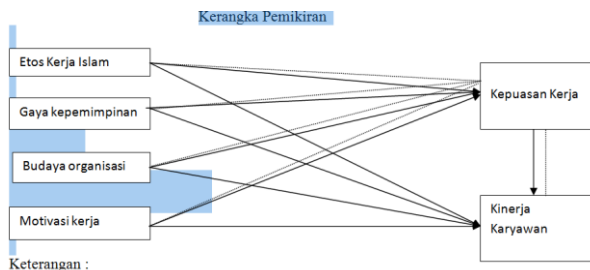 Kerangka Pemikiran
Etos Kerja Islam
Gaya kepemimpinan
Budaya organisasi
Motivasi kerja
Kepuasan Kerja
Kinerja
Karyawan
Keterangan :